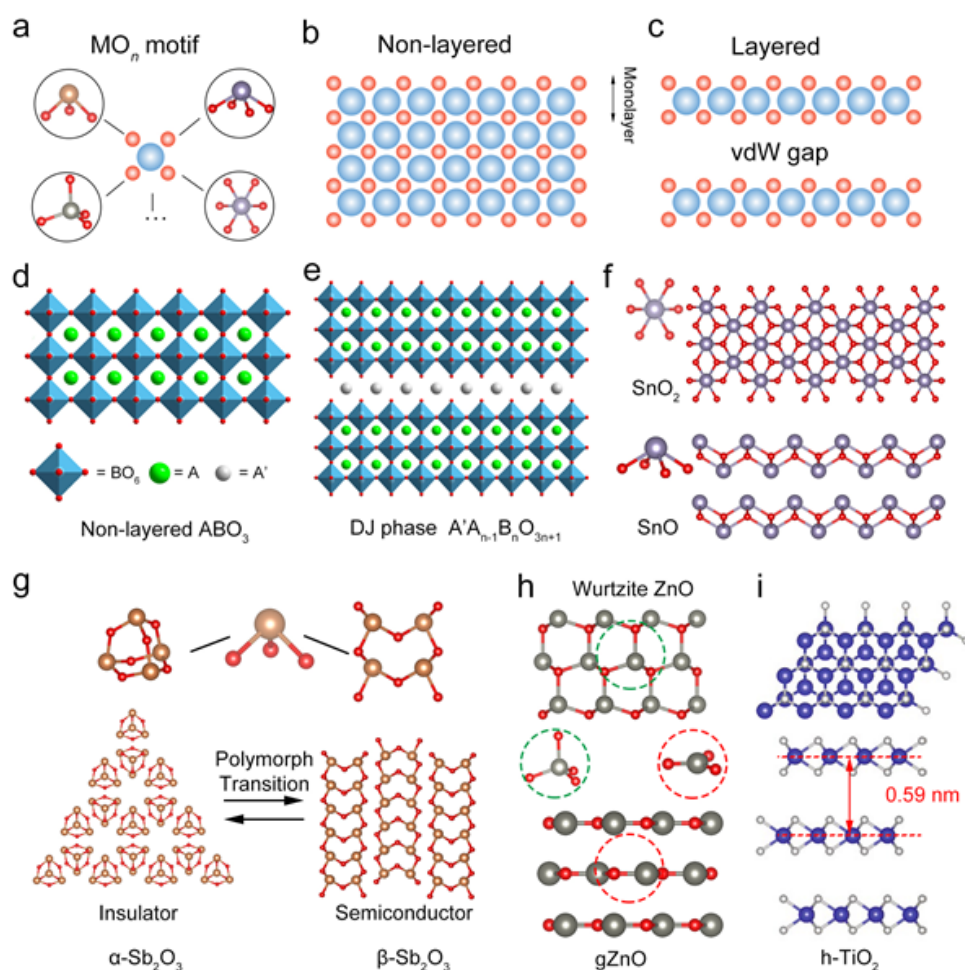 a
MOn motif
...
b
Non-layered
Monolayer
c
Layered
vdW gap
d
= BO6 = A = A'
Non-layered ABO3
e
DJ phase A'An-1BnO3n+1
f
SnO2
SnO
g
Polymorph
Transition
Insulator
Semiconductor
α-Sb2O3
β-Sb2O3
h
Wurtzite ZnO
gZnO
i
0.59 nm
h-TiO2